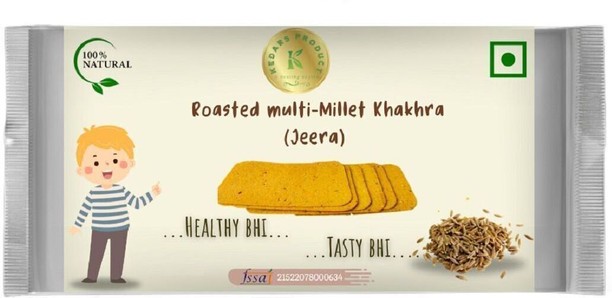 100%
NATURAL
KEDARS PRODUCT
K
Roasted multi-Millet Khakhra
(Jeera)
...HEALTHY BHI...
...TASTY BHI.....
fssai 21522078000634